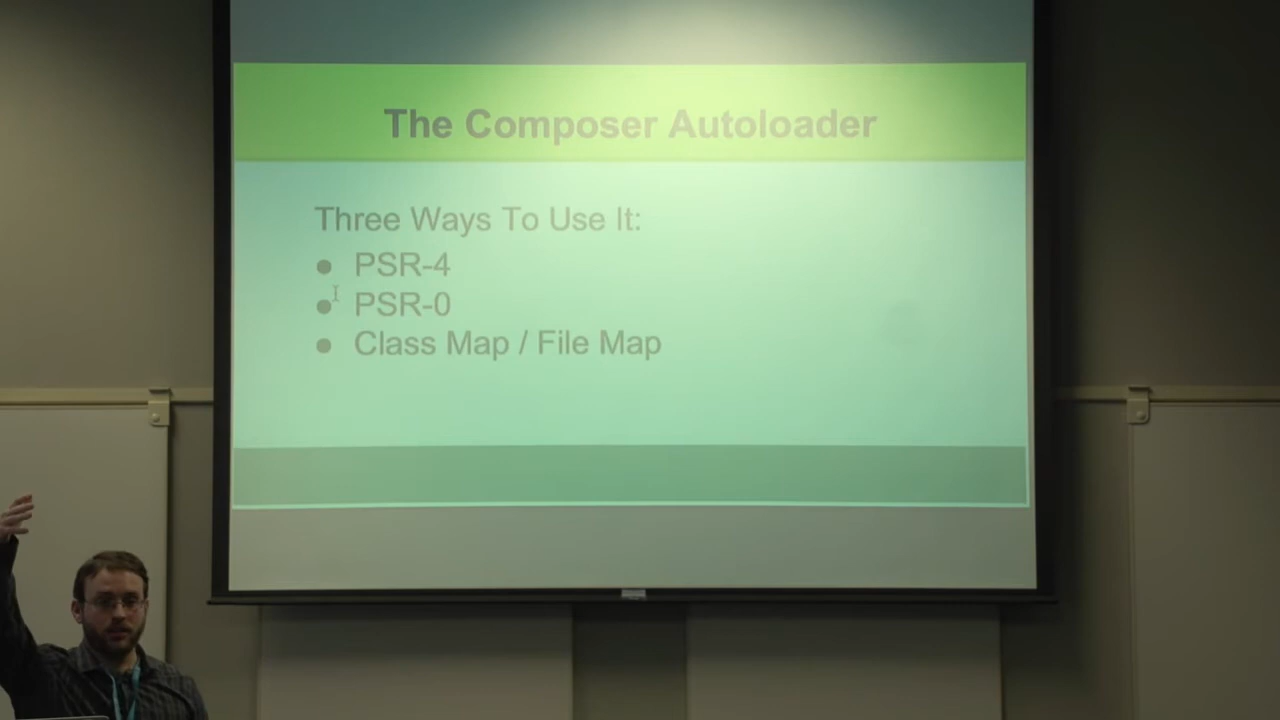 The Composer Autoloader
Three Ways To Use It:
● PSR-4
● PSR-0
● Class Map / File Map